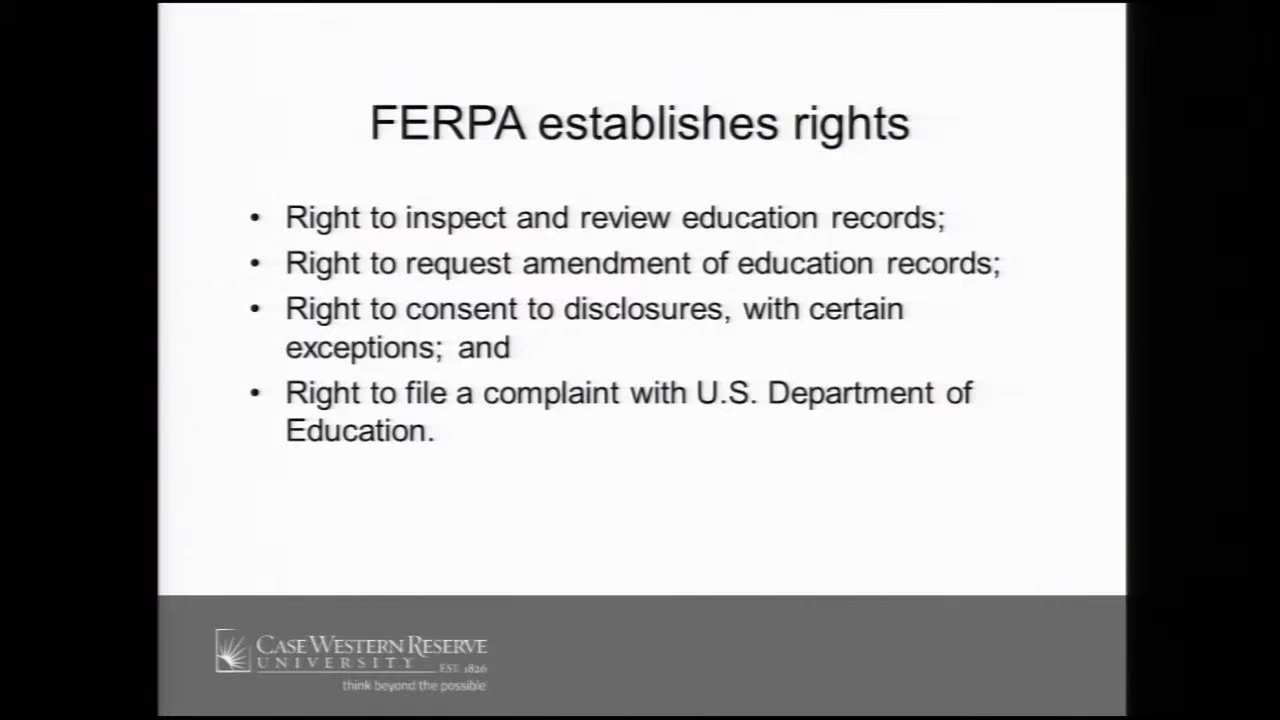 FERPA establishes rights
• Right to inspect and review education records;
• Right to request amendment of education records;
• Right to consent to disclosures, with certain
exceptions; and
• Right to file a complaint with U.S. Department of
Education.
CASE WESTERN RESERVE
UNIVERSITY EST. 1826
think beyond the possible